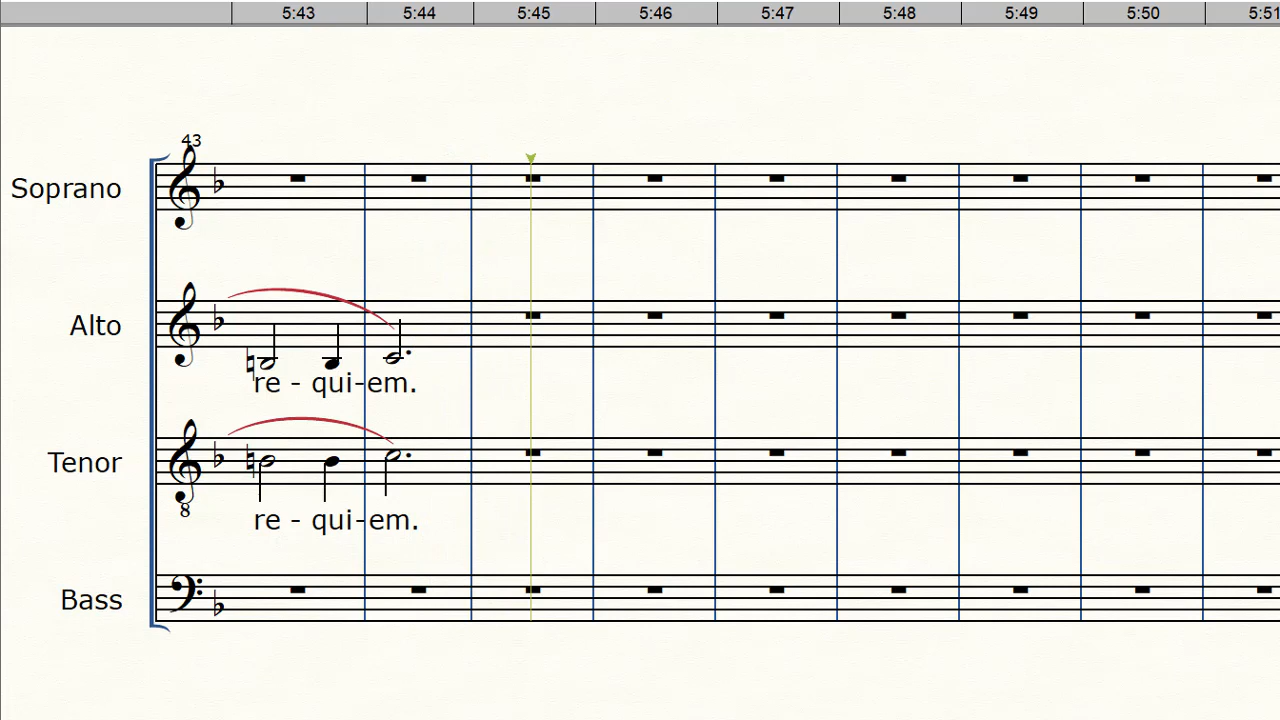 5:43 5:44 5:45 5:46 5:47 5:48 5:49 5:50 5:51
43
Soprano
Alto
re - qui-em.
Tenor
8
re - qui-em.
Bass